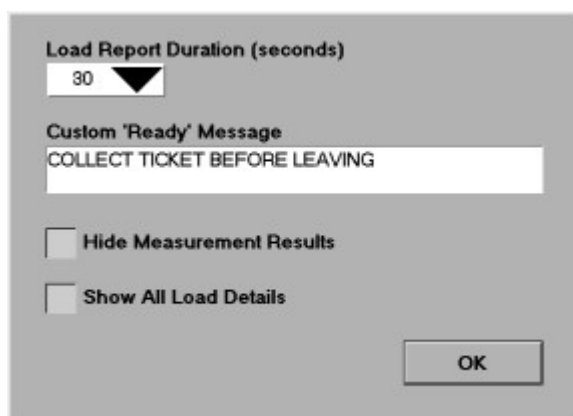 Load Report Duration (seconds)
30
Custom 'Ready' Message
COLLECT TICKET BEFORE LEAVING
Hide Measurement Results
Show All Load Details
OK